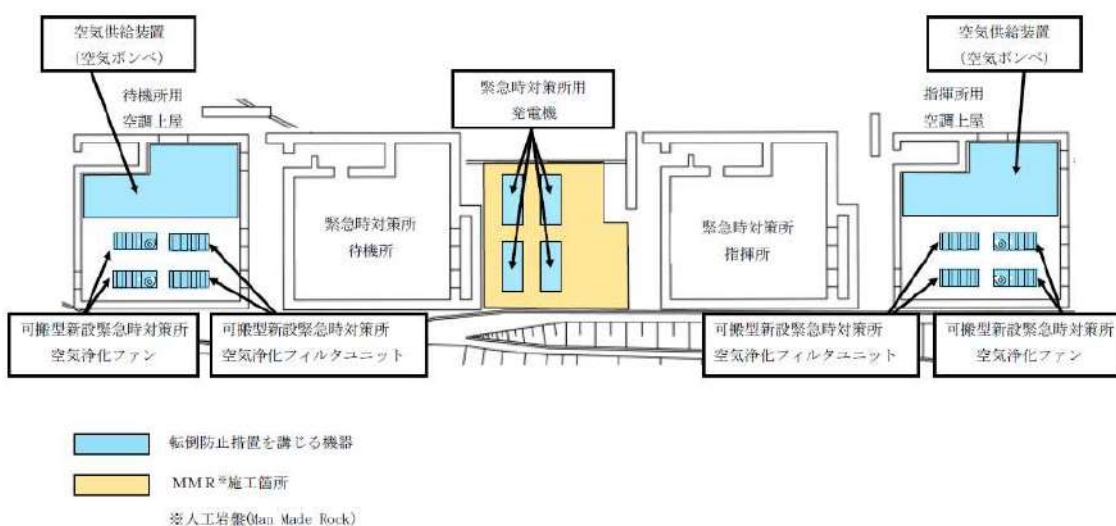 空気供給装置
(空気ボンベ)
空気供給装置
(空気ボンベ)
緊急時対策所用
発電機
待機所用
空調上屋
指揮所用
空調上屋
緊急時対策所
待機所
緊急時対策所
指揮所
可搬型新設緊急時対策所
空気浄化ファン
可搬型新設緊急時対策所
空気浄化フィルタユニット
可搬型新設緊急時対策所
空気浄化フィルタユニット
可搬型新設緊急時対策所
空気浄化ファン
転倒防止措置を講じる機器
MMR※施工箇所
※人工岩盤(Man Made Rock)